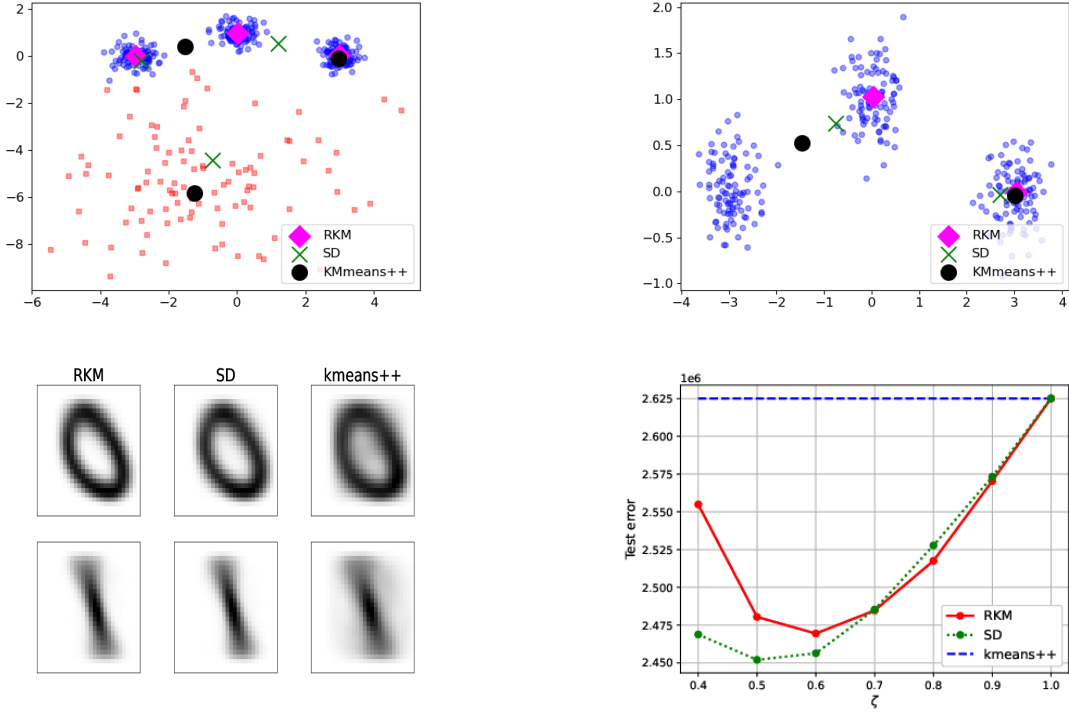 2
0
−2
−4
−6
−8
−6 −4 −2 0 2 4
RKM
SD
KMmeans++
2.0
1.5
1.0
0.5
0.0
−0.5
−1.0
−4 −3 −2 −1 0 1 2 3 4
RKM
SD
KMmeans++
RKM SD kmeans++
1e6
2.625
2.600
2.575
2.550
2.525
2.500
2.475
2.450
Test error
0.4 0.5 0.6 0.7 0.8 0.9 1.0
ζ
RKM
SD
kmeans++